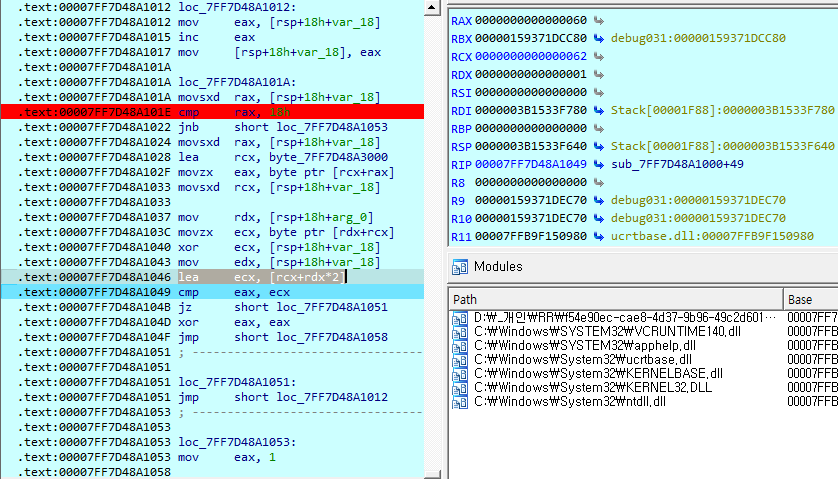 .text:00007FF7D48A1012 loc_7FF7D48A1012:
.text:00007FF7D48A1012 mov     eax, [rsp+18h+var_18]
.text:00007FF7D48A1015 inc     eax
.text:00007FF7D48A1017 mov     [rsp+18h+var_18], eax
.text:00007FF7D48A101A
.text:00007FF7D48A101A loc_7FF7D48A101A:
.text:00007FF7D48A101A movsxd  rax, [rsp+18h+var_18]
.text:00007FF7D48A101E cmp     rax, 18h
.text:00007FF7D48A1022 jnb     short loc_7FF7D48A1053
.text:00007FF7D48A1024 movsxd  rax, [rsp+18h+var_18]
.text:00007FF7D48A1028 lea     rcx, byte_7FF7D48A3000
.text:00007FF7D48A102F movzx   eax, byte ptr [rcx+rax]
.text:00007FF7D48A1033 movsxd  rcx, [rsp+18h+var_18]
.text:00007FF7D48A1033
.text:00007FF7D48A1037 mov     rdx, [rsp+18h+arg_0]
.text:00007FF7D48A103C movzx   ecx, byte ptr [rdx+rcx]
.text:00007FF7D48A1040 xor     ecx, [rsp+18h+var_18]
.text:00007FF7D48A1043 mov     edx, [rsp+18h+var_18]
.text:00007FF7D48A1046 lea     ecx, [rcx+rdx*2]
.text:00007FF7D48A1049 cmp     eax, ecx
.text:00007FF7D48A104B jz      short loc_7FF7D48A1051
.text:00007FF7D48A104D xor     eax, eax
.text:00007FF7D48A104F jmp     short loc_7FF7D48A1058
.text:00007FF7D48A1051 ; ---------------------------------
.text:00007FF7D48A1051
.text:00007FF7D48A1051 loc_7FF7D48A1051:
.text:00007FF7D48A1051 jmp     short loc_7FF7D48A1012
.text:00007FF7D48A1053 ; ---------------------------------
.text:00007FF7D48A1053
.text:00007FF7D48A1053 loc_7FF7D48A1053:
.text:00007FF7D48A1053 mov     eax, 1
.text:00007FF7D48A1058
RAX 0000000000000060
RBX 00000159371DCC80 debug031:00000159371DCC80
RCX 0000000000000062
RDX 0000000000000001
RSI 0000000000000000
RDI 0000003B1533F780 Stack[00001F88]:0000003B1533F780
RBP 0000000000000000
RSP 0000003B1533F640 Stack[00001F88]:0000003B1533F640
RIP 00007FF7D48A1049 sub_7FF7D48A1000+49
R8 0000000000000000
R9 00000159371DEC70 debug031:00000159371DEC70
R10 00000159371DEC70 debug031:00000159371DEC70
R11 00007FFB9F150980 ucrtbase.dll:00007FFB9F150980
Modules
Path Base
D:₩_개인₩RR₩f54e90ec-cae8-4d37-9b96-49c2d601··· 00007FF7
C:₩Windows₩SYSTEM32₩VCRUNTIME140.dll 00007FFB
C:₩Windows₩SYSTEM32₩apphelp.dll 00007FFB
C:₩Windows₩System32₩ucrtbase.dll 00007FFB
C:₩Windows₩System32₩KERNELBASE.dll 00007FFB
C:₩Windows₩System32₩KERNEL32.DLL 00007FFB
C:₩Windows₩System32₩ntdll.dll 00007FFB